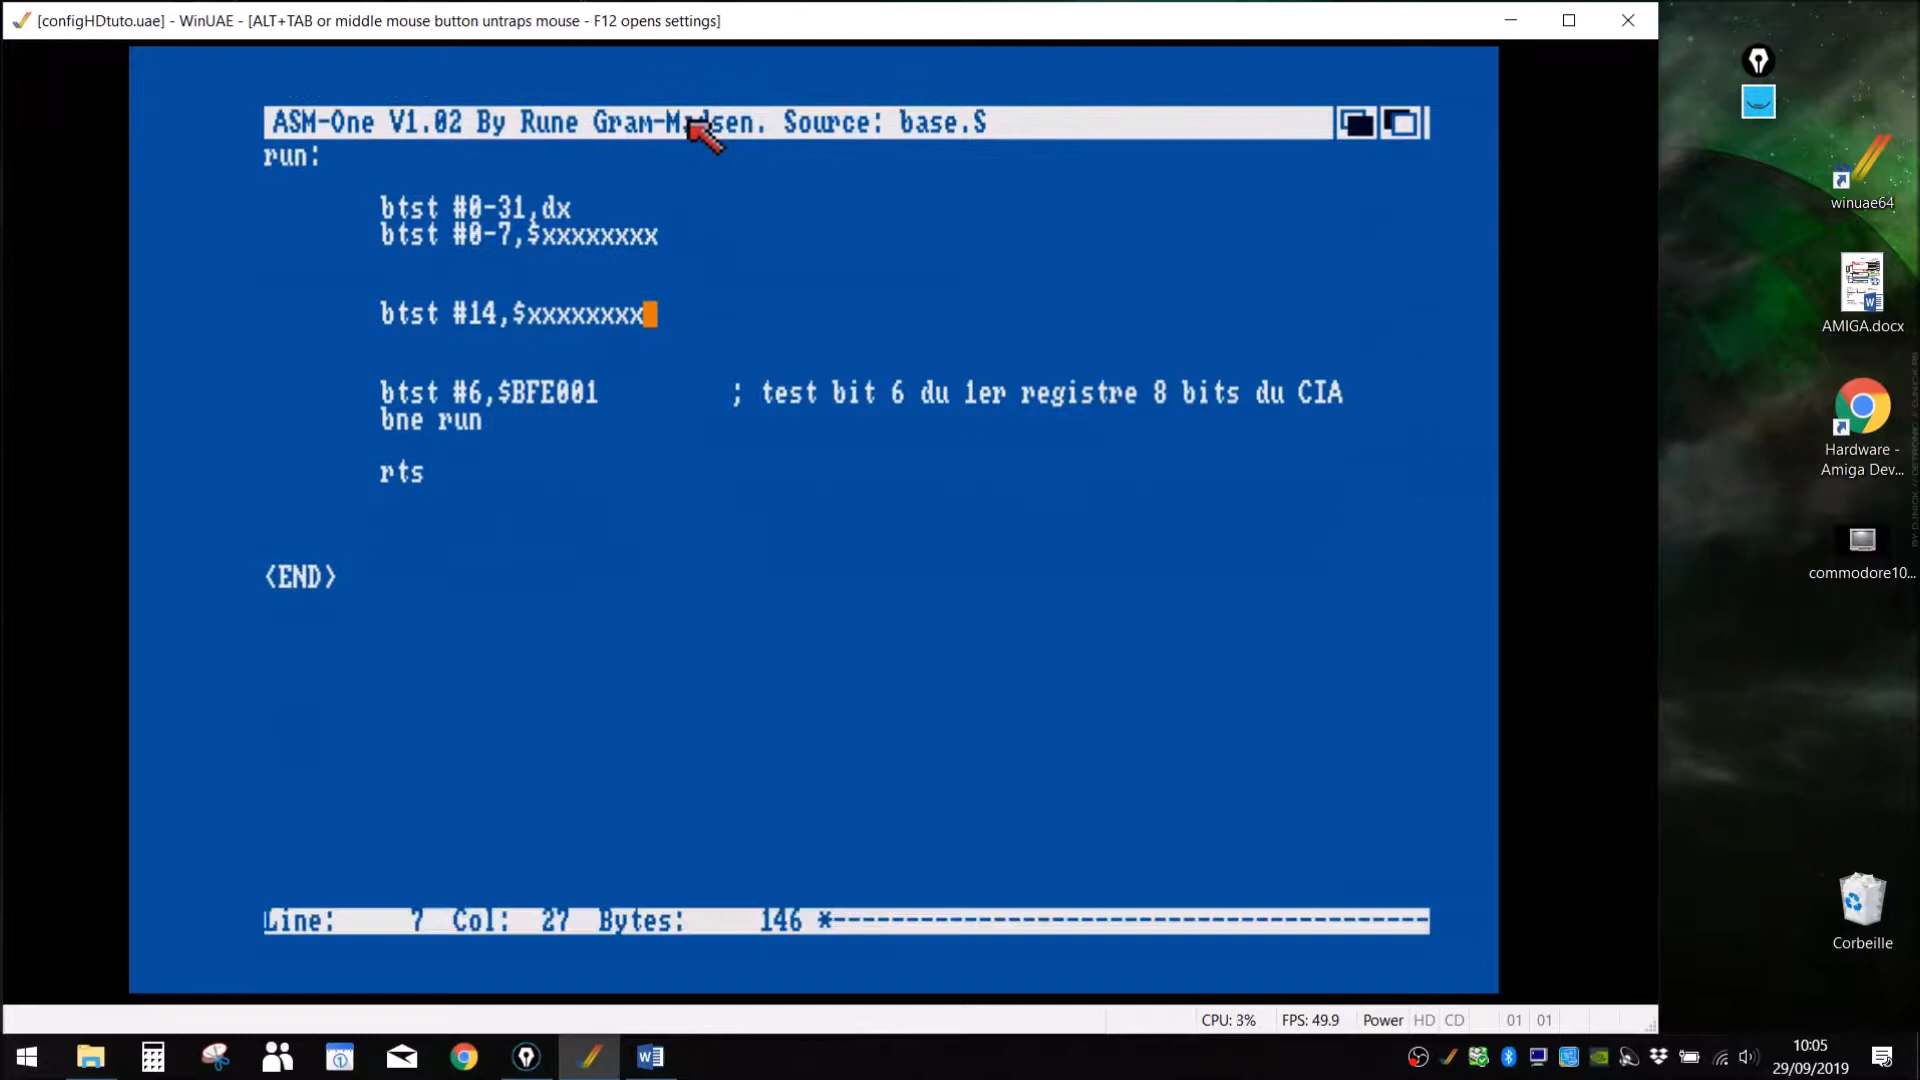 [configHDtuto.uae] - WinUAE - [ALT+TAB or middle mouse button untraps mouse - F12 opens settings]
ASM-One V1.02 By Rune Gram-Madsen. Source: base.S
run:
btst #0-31,dx
btst #0-7,$xxxxxxxx
btst #14,$xxxxxxxx
btst #6,$BFE001 ; test bit 6 du 1er registre 8 bits du CIA
bne run
rts
<END>
Line: 7 Col: 27 Bytes: 146 *-----------------------------------------
CPU: 3% FPS: 49.9 Power HD CD 01 01
winuae64
AMIGA.docx
Hardware -
Amiga Dev...
commodore10...
Corbeille
10:05
29/09/2019